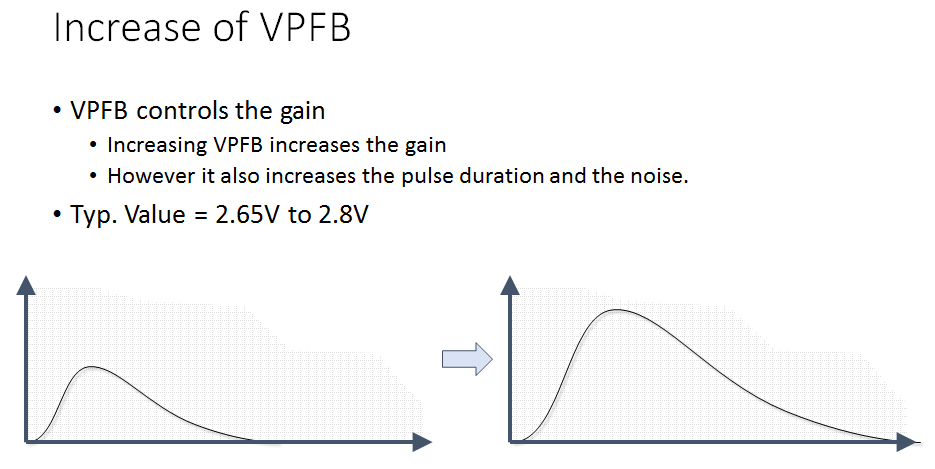 Increase of VPFB
• VPFB controls the gain
• Increasing VPFB increases the gain
• However it also increases the pulse duration and the noise.
• Typ. Value = 2.65V to 2.8V